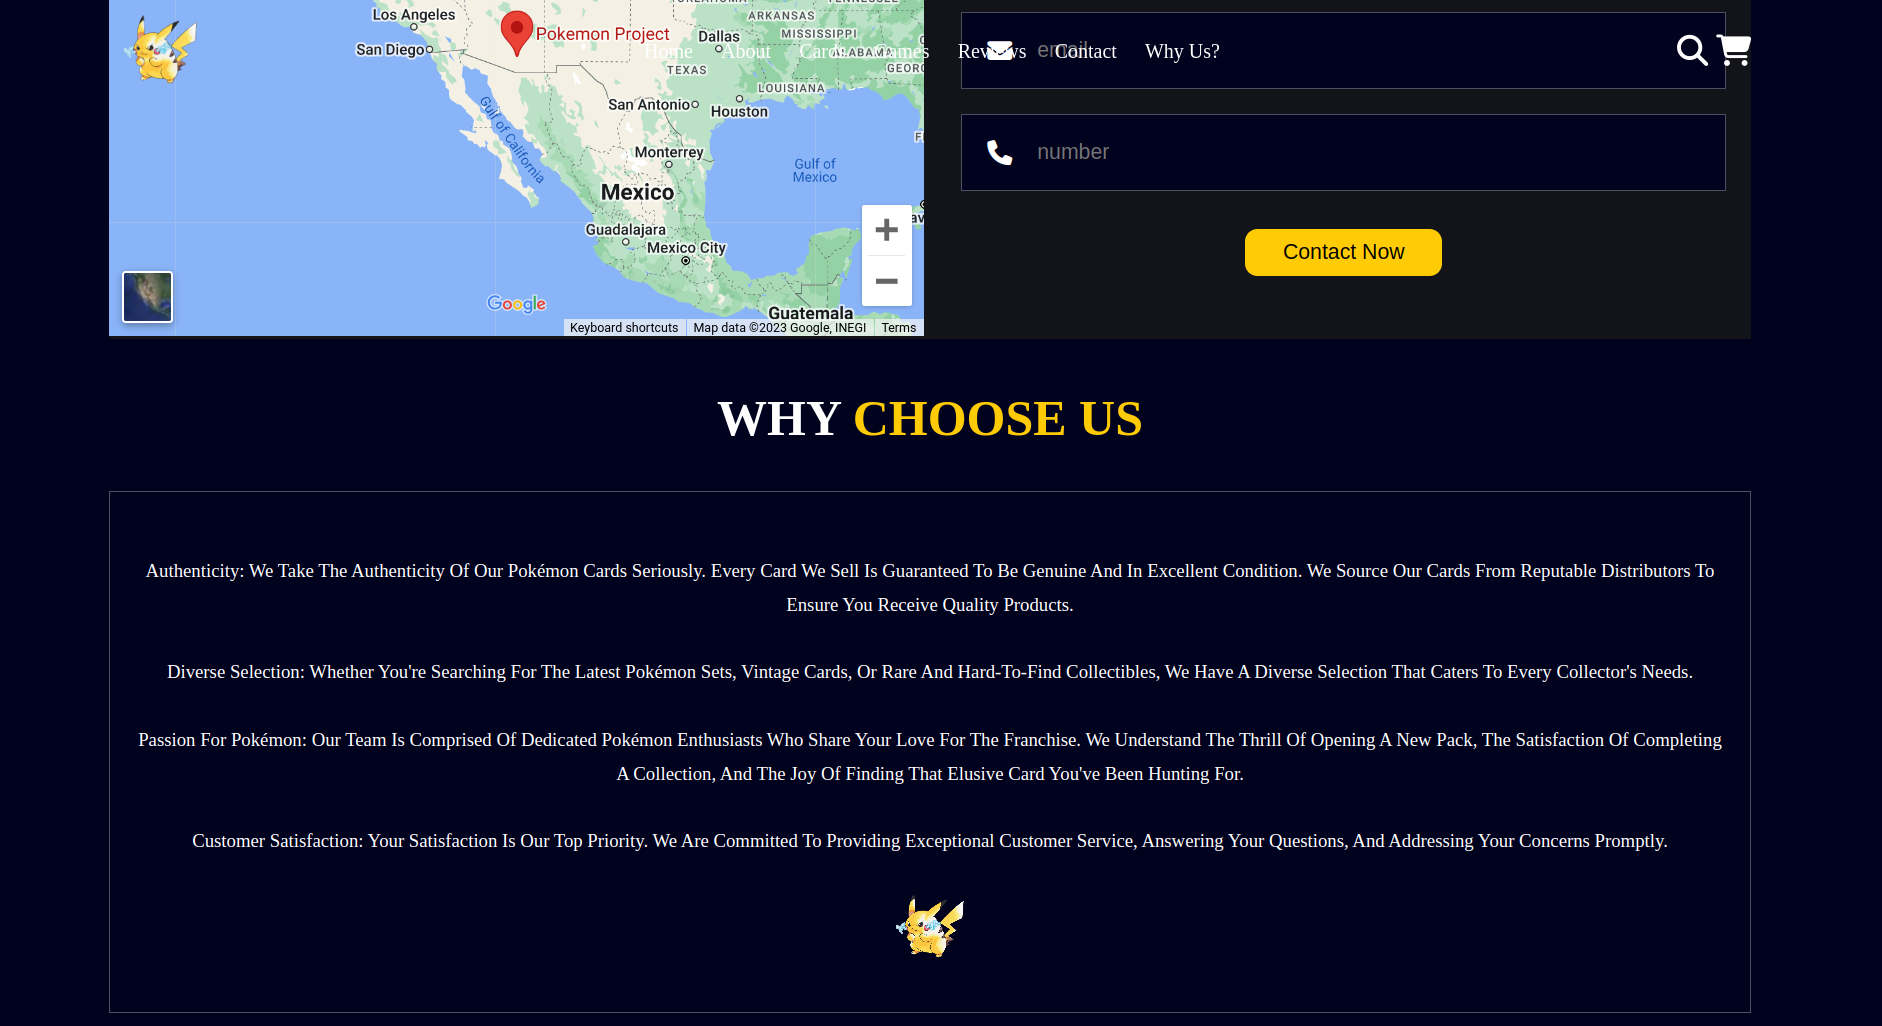 OKLAHOMA
TENNESSEE
Los Angeles
ARKANSAS
Pokemon Project
Dallas
MISSISSIPPI
San Diego
ALABAMA
Home About Cards Games Reviews Contact Why Us?
email
TEXAS
GEORG
LOUISIANA
San Antonio
Houston
Gulf of California
F
Monterrey
number
Gulf of
Mexico
Mexico
av
Guadalajara
Mexico City
Contact Now
Google
Guatemala
Keyboard shortcuts Map data ©2023 Google, INEGI Terms
WHY CHOOSE US
Authenticity: We Take The Authenticity Of Our Pokémon Cards Seriously. Every Card We Sell Is Guaranteed To Be Genuine And In Excellent Condition. We Source Our Cards From Reputable Distributors To
Ensure You Receive Quality Products.
Diverse Selection: Whether You're Searching For The Latest Pokémon Sets, Vintage Cards, Or Rare And Hard-To-Find Collectibles, We Have A Diverse Selection That Caters To Every Collector's Needs.
Passion For Pokémon: Our Team Is Comprised Of Dedicated Pokémon Enthusiasts Who Share Your Love For The Franchise. We Understand The Thrill Of Opening A New Pack, The Satisfaction Of Completing
A Collection, And The Joy Of Finding That Elusive Card You've Been Hunting For.
Customer Satisfaction: Your Satisfaction Is Our Top Priority. We Are Committed To Providing Exceptional Customer Service, Answering Your Questions, And Addressing Your Concerns Promptly.